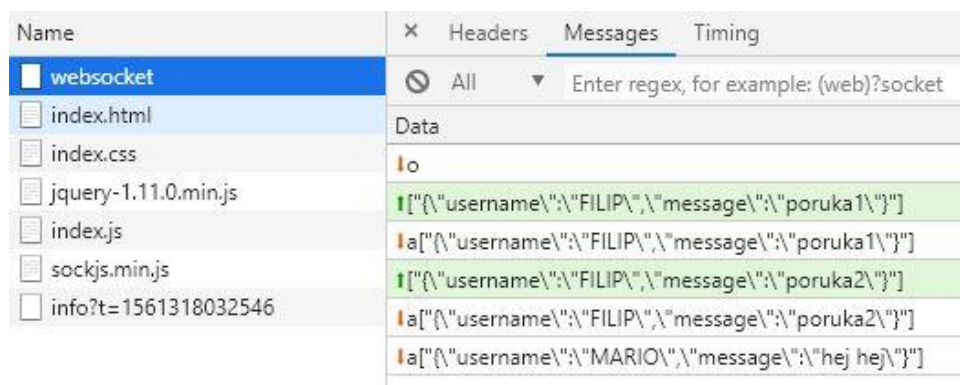 Name
websocket
index.html
index.css
jquery-1.11.0.min.js
index.js
sockjs.min.js
info?t=1561318032546
× Headers Messages Timing
All ▼ Enter regex, for example: (web)?socket
Data
⬇o
⬆["{\"username\":\"FILIP\",\"message\":\"poruka1\"}"]
⬇a["{\"username\":\"FILIP\",\"message\":\"poruka1\"}"]
⬆["{\"username\":\"FILIP\",\"message\":\"poruka2\"}"]
⬇a["{\"username\":\"FILIP\",\"message\":\"poruka2\"}"]
⬇a["{\"username\":\"MARIO\",\"message\":\"hej hej\"}"]